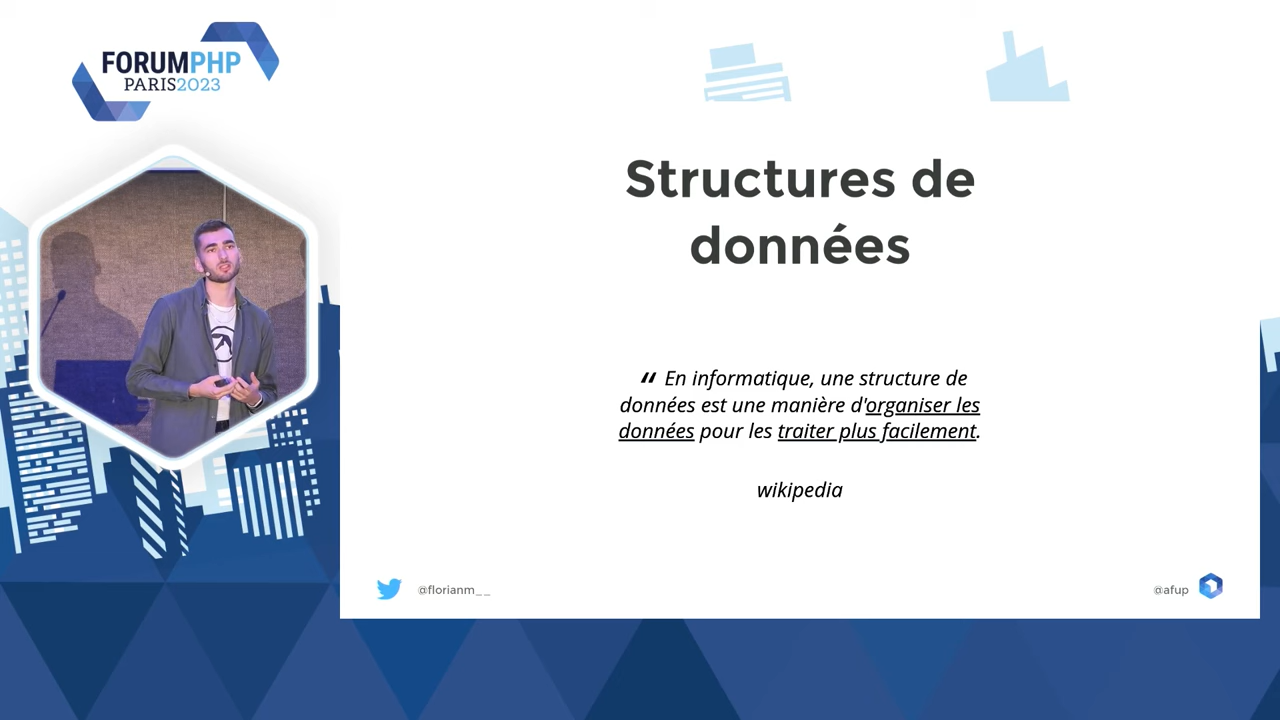 FORUMPHP
PARIS2023
Structures de
données
“ En informatique, une structure de
données est une manière d'organiser les
données pour les traiter plus facilement.
wikipedia
@florianm__
@afup